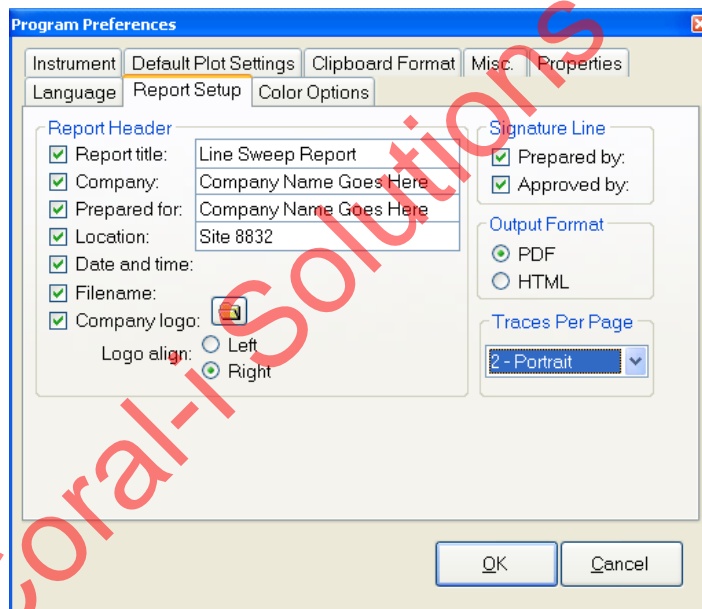 Program Preferences
Instrument Default Plot Settings Clipboard Format Misc. Properties
Language Report Setup Color Options
Report Header
Report title: Line Sweep Report
Company: Company Name Goes Here
Prepared for: Company Name Goes Here
Location: Site 8832
Date and time:
Filename:
Company logo:
Logo align: Left
Right
Signature Line
Prepared by:
Approved by:
Output Format
PDF
HTML
Traces Per Page
2 - Portrait
OK Cancel
Coral-i Solutions